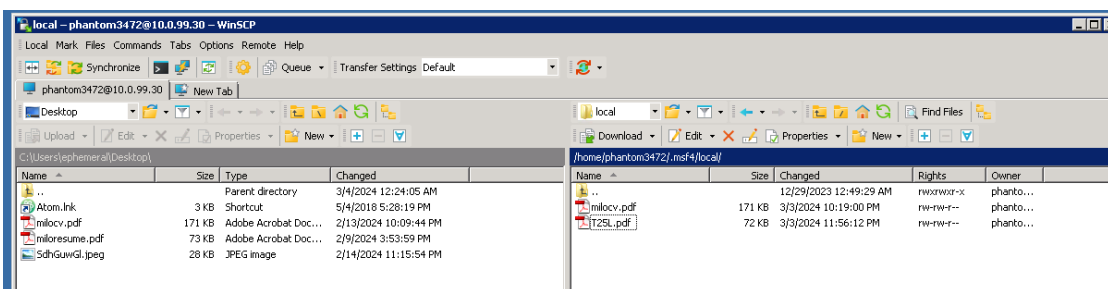 local – phantom3472@10.0.99.30 – WinSCP
Local Mark Files Commands Tabs Options Remote Help
Synchronize Queue Transfer Settings Default
phantom3472@10.0.99.30 New Tab
Desktop local Find Files
Upload Edit Properties New Download Edit Properties New
C:\Users\ephemeral\Desktop\ /home/phantom3472/.msf4/local/
Name Size Type Changed Name Size Changed Rights Owner
.. Parent directory 3/4/2024 12:24:05 AM .. 12/29/2023 12:49:29 AM rwxrwxr-x phanto...
Atom.lnk 3 KB Shortcut 5/4/2018 5:28:19 PM milocv.pdf 171 KB 3/3/2024 10:19:00 PM rw-rw-r-- phanto...
milocv.pdf 171 KB Adobe Acrobat Doc... 2/13/2024 10:09:44 PM T25L.pdf 72 KB 3/3/2024 11:56:12 PM rw-rw-r-- phanto...
miloresume.pdf 73 KB Adobe Acrobat Doc... 2/9/2024 3:53:59 PM
SdhGuwGl.jpeg 28 KB JPEG image 2/14/2024 11:15:54 PM